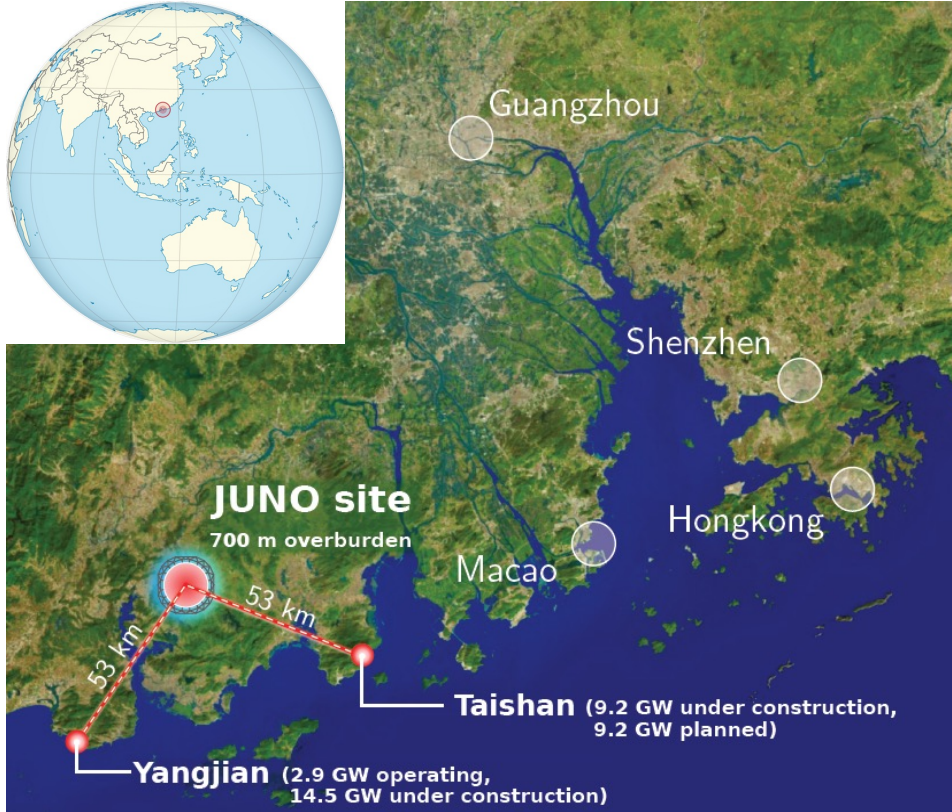 Guangzhou
Shenzhen
JUNO site
700 m overburden
Hongkong
Macao
53 km
53 km
Taishan (9.2 GW under construction,
9.2 GW planned)
Yangjian (2.9 GW operating,
14.5 GW under construction)